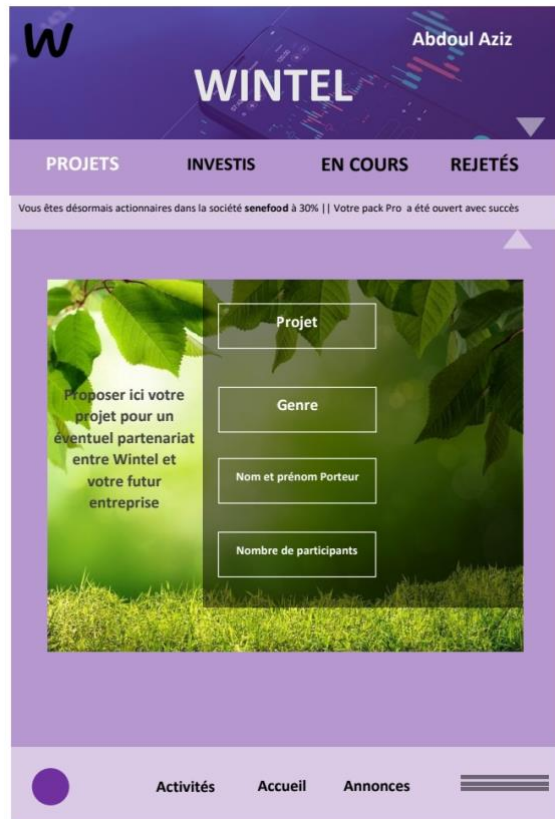 W
Abdoul Aziz
WINTEL
PROJETS INVESTIS EN COURS REJETÉS
Vous êtes désormais actionnaires dans la société senefood à 30% || Votre pack Pro a été ouvert avec succès
Projet
Proposer ici votre
projet pour un
éventuel partenariat
entre Wintel et
votre futur
entreprise
Genre
Nom et prénom Porteur
Nombre de participants
Activités Accueil Annonces